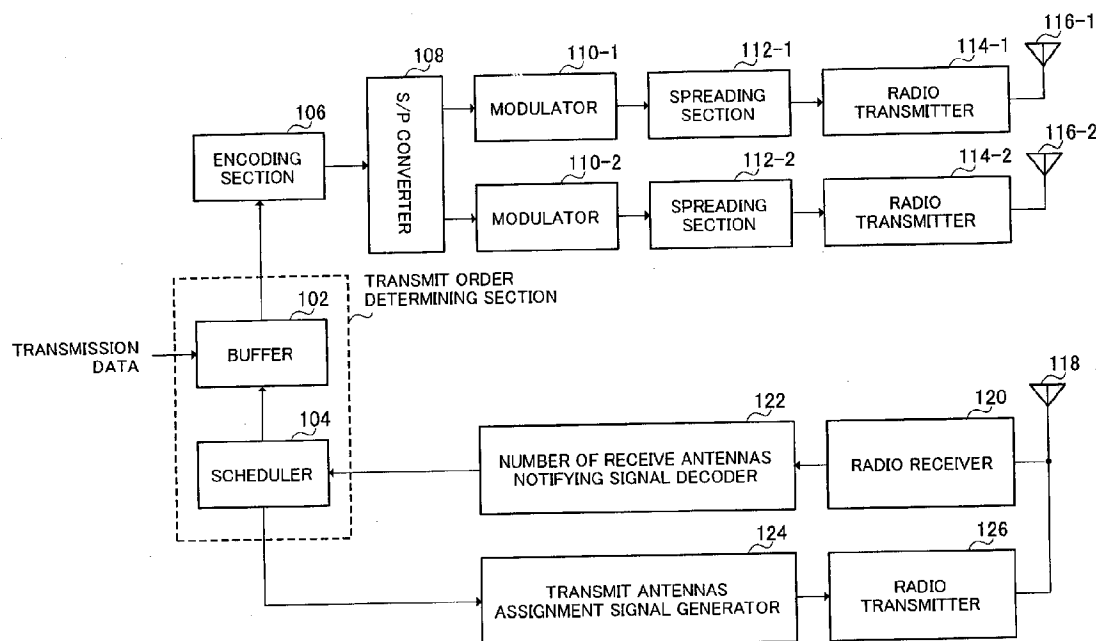 116-1
108
110-1
112-1
114-1
S/P CONVERTER
MODULATOR
SPREADING
SECTION
RADIO
TRANSMITTER
106
ENCODING
SECTION
116-2
110-2
112-2
114-2
MODULATOR
SPREADING
SECTION
RADIO
TRANSMITTER
TRANSMIT ORDER
DETERMINING SECTION
102
TRANSMISSION
DATA
BUFFER
118
104
122
120
SCHEDULER
NUMBER OF RECEIVE ANTENNAS
NOTIFYING SIGNAL DECODER
RADIO RECEIVER
124
126
TRANSMIT ANTENNAS
ASSIGNMENT SIGNAL GENERATOR
RADIO
TRANSMITTER